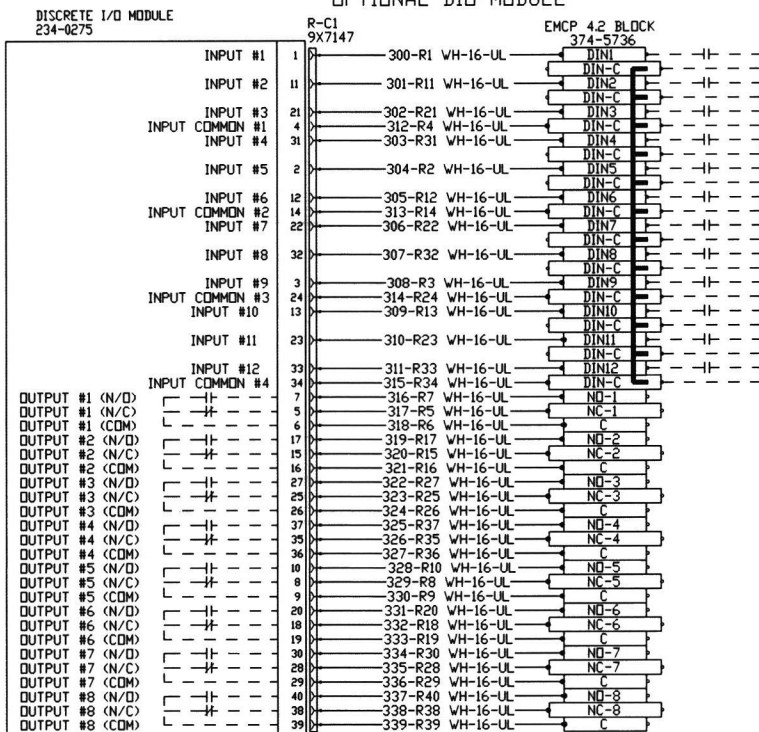 OPTIONAL DIO MODULE
DISCRETE I/O MODULE
234-0275
R-C1
9X7147
EMCP 4.2 BLOCK
374-5736
INPUT #1 1 300-R1 WH-16-UL DIN1
DIN-C
INPUT #2 11 301-R11 WH-16-UL DIN2
DIN-C
INPUT #3 21 302-R21 WH-16-UL DIN3
INPUT COMMON #1 4 312-R4 WH-16-UL DIN-C
INPUT #4 31 303-R31 WH-16-UL DIN4
DIN-C
INPUT #5 2 304-R2 WH-16-UL DIN5
DIN-C
INPUT #6 12 305-R12 WH-16-UL DIN6
INPUT COMMON #2 14 313-R14 WH-16-UL DIN-C
INPUT #7 22 306-R22 WH-16-UL DIN7
DIN-C
INPUT #8 32 307-R32 WH-16-UL DIN8
DIN-C
INPUT #9 3 308-R3 WH-16-UL DIN9
INPUT COMMON #3 24 314-R24 WH-16-UL DIN-C
INPUT #10 13 309-R13 WH-16-UL DIN10
DIN-C
INPUT #11 23 310-R23 WH-16-UL DIN11
DIN-C
INPUT #12 33 311-R33 WH-16-UL DIN12
INPUT COMMON #4 34 315-R34 WH-16-UL DIN-C
OUTPUT #1 (N/O) 7 316-R7 WH-16-UL NO-1
OUTPUT #1 (N/C) 5 317-R5 WH-16-UL NC-1
OUTPUT #1 (COM) 6 318-R6 WH-16-UL C
OUTPUT #2 (N/O) 17 319-R17 WH-16-UL NO-2
OUTPUT #2 (N/C) 15 320-R15 WH-16-UL NC-2
OUTPUT #2 (COM) 16 321-R16 WH-16-UL C
OUTPUT #3 (N/O) 27 322-R27 WH-16-UL NO-3
OUTPUT #3 (N/C) 25 323-R25 WH-16-UL NC-3
OUTPUT #3 (COM) 26 324-R26 WH-16-UL C
OUTPUT #4 (N/O) 37 325-R37 WH-16-UL NO-4
OUTPUT #4 (N/C) 35 326-R35 WH-16-UL NC-4
OUTPUT #4 (COM) 36 327-R36 WH-16-UL C
OUTPUT #5 (N/O) 10 328-R10 WH-16-UL NO-5
OUTPUT #5 (N/C) 8 329-R8 WH-16-UL NC-5
OUTPUT #5 (COM) 9 330-R9 WH-16-UL C
OUTPUT #6 (N/O) 20 331-R20 WH-16-UL NO-6
OUTPUT #6 (N/C) 18 332-R18 WH-16-UL NC-6
OUTPUT #6 (COM) 19 333-R19 WH-16-UL C
OUTPUT #7 (N/O) 30 334-R30 WH-16-UL NO-7
OUTPUT #7 (N/C) 28 335-R28 WH-16-UL NC-7
OUTPUT #7 (COM) 29 336-R29 WH-16-UL C
OUTPUT #8 (N/O) 40 337-R40 WH-16-UL NO-8
OUTPUT #8 (N/C) 38 338-R38 WH-16-UL NC-8
OUTPUT #8 (COM) 39 339-R39 WH-16-UL C